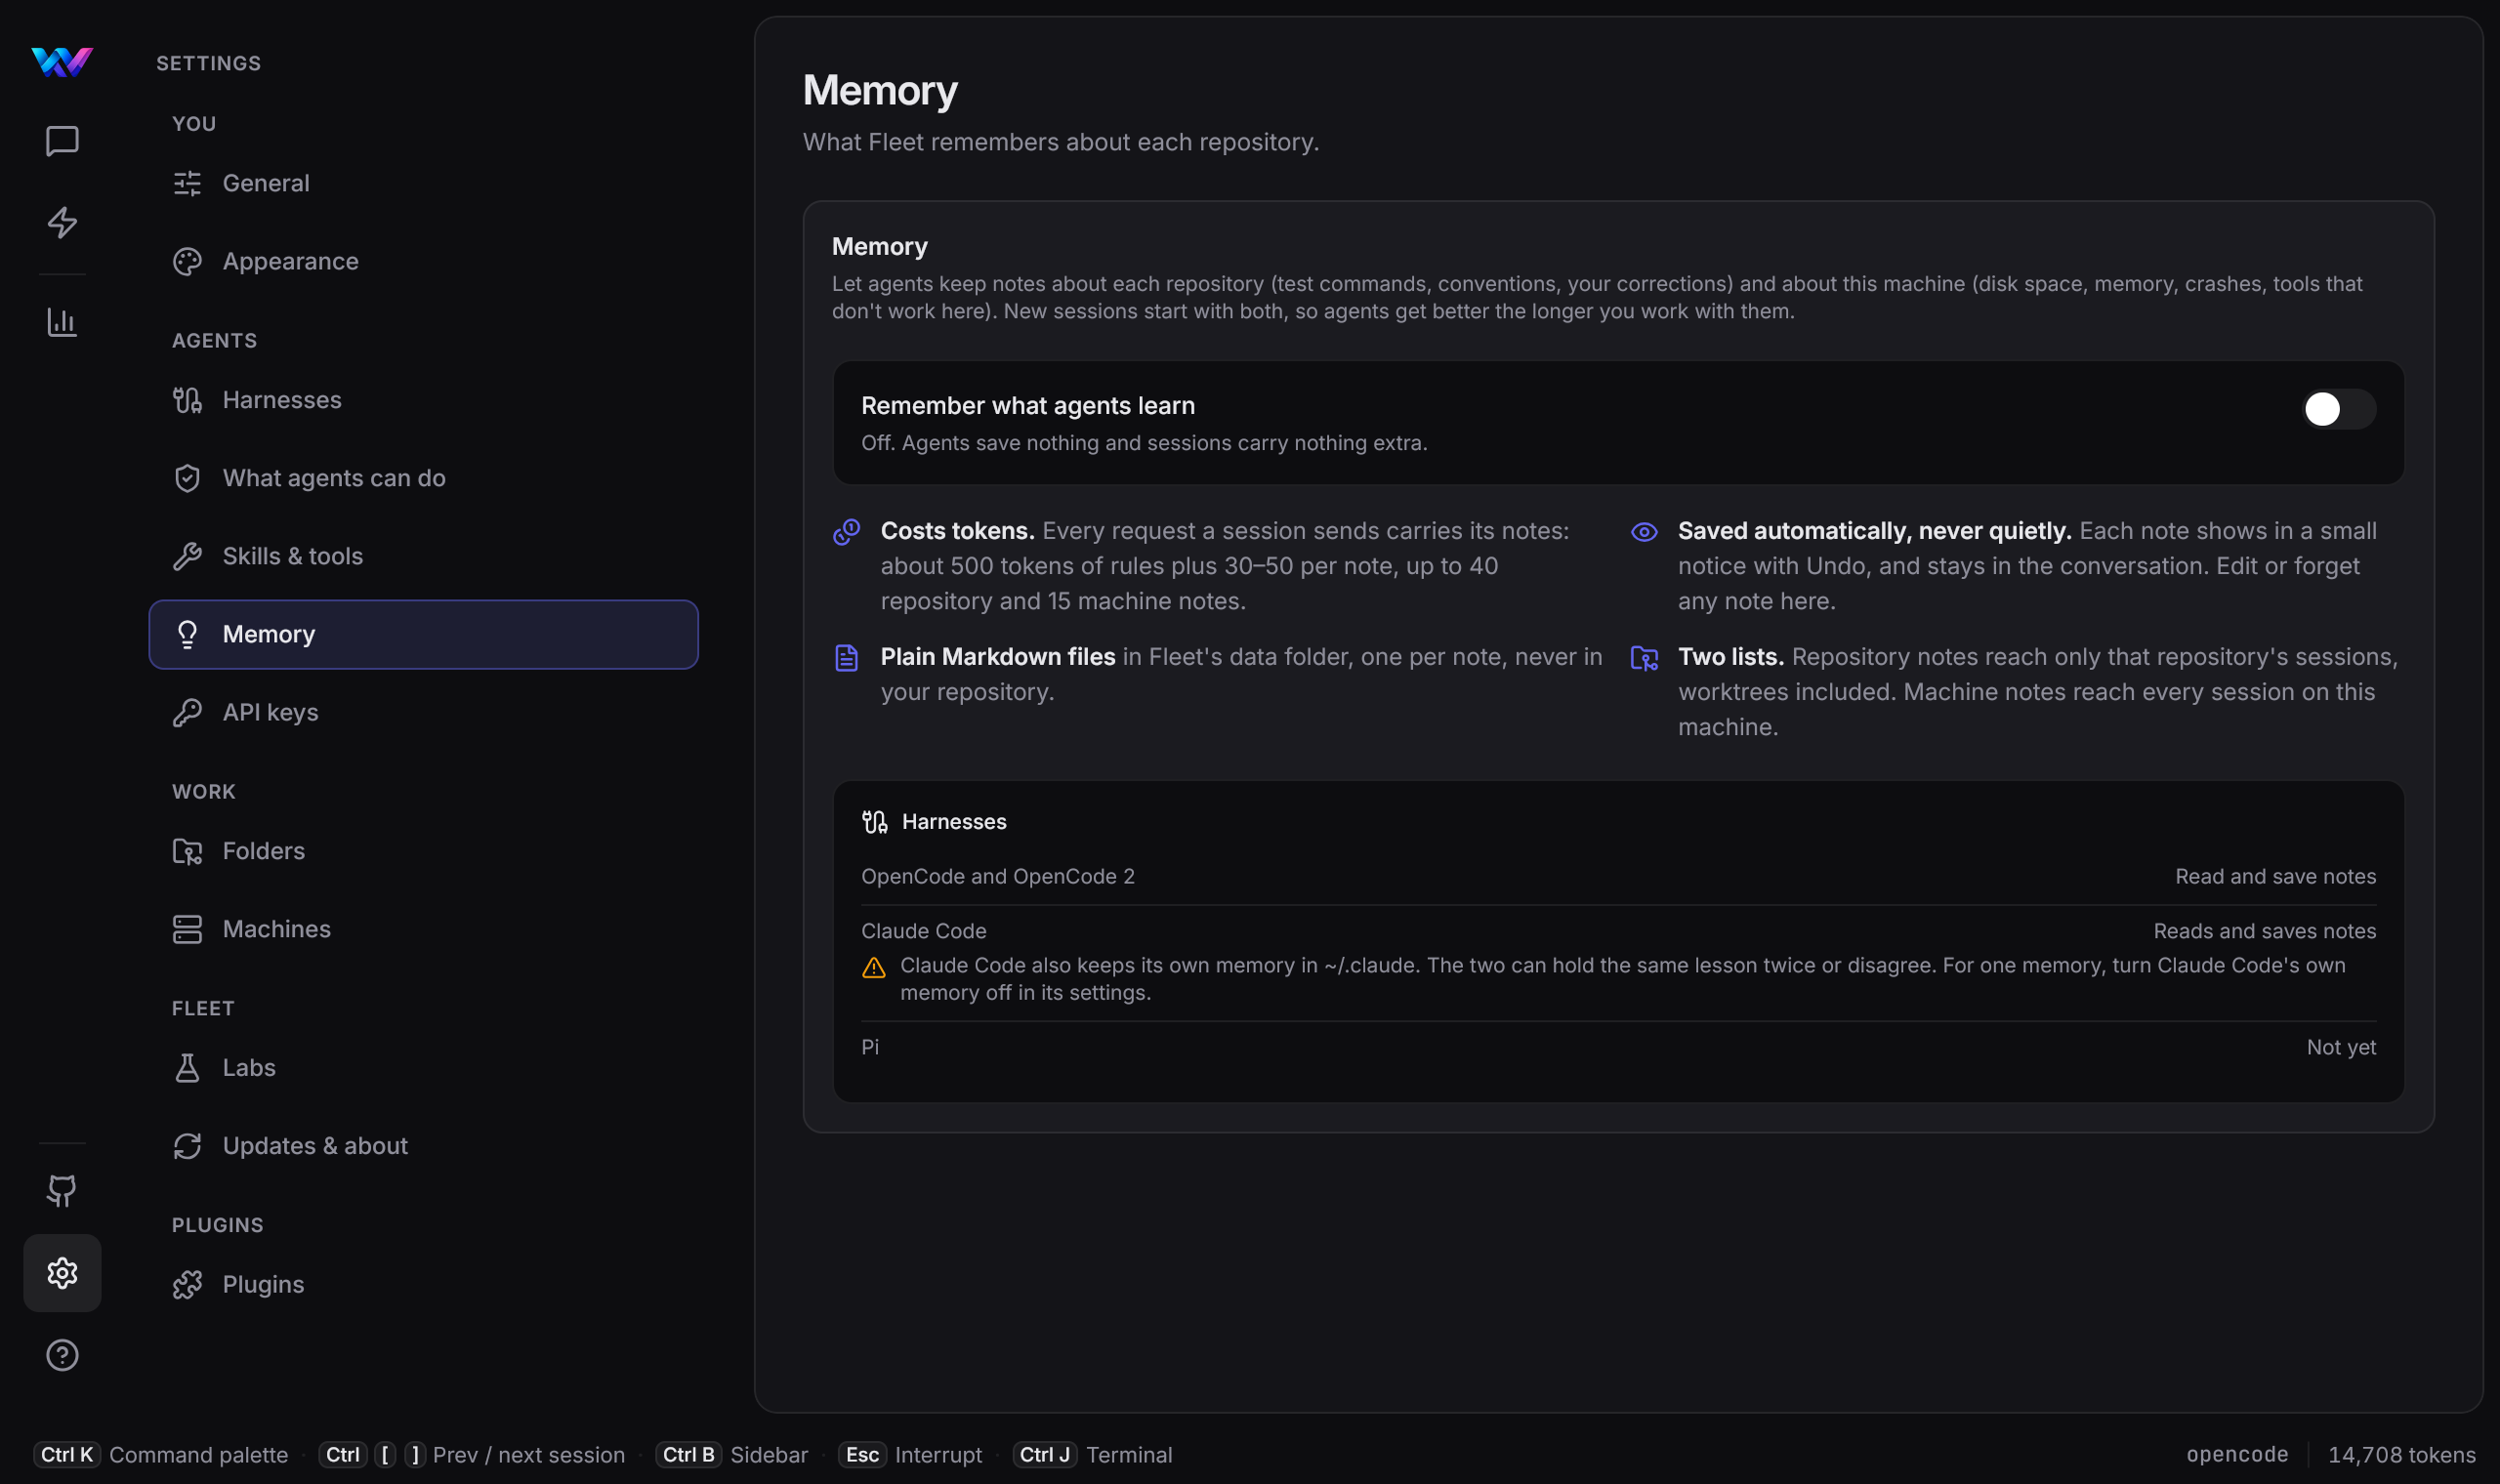 SETTINGS
YOU
General
Appearance
AGENTS
Harnesses
What agents can do
Skills & tools
Memory
API keys
WORK
Folders
Machines
FLEET
Labs
Updates & about
PLUGINS
Plugins
Memory
What Fleet remembers about each repository.
Memory
Let agents keep notes about each repository (test commands, conventions, your corrections) and about this machine (disk space, memory, crashes, tools that
don't work here). New sessions start with both, so agents get better the longer you work with them.
Remember what agents learn
Off. Agents save nothing and sessions carry nothing extra.
Costs tokens. Every request a session sends carries its notes:
about 500 tokens of rules plus 30–50 per note, up to 40
repository and 15 machine notes.
Saved automatically, never quietly. Each note shows in a small
notice with Undo, and stays in the conversation. Edit or forget
any note here.
Plain Markdown files in Fleet's data folder, one per note, never in
your repository.
Two lists. Repository notes reach only that repository's sessions,
worktrees included. Machine notes reach every session on this
machine.
Harnesses
OpenCode and OpenCode 2 Read and save notes
Claude Code Reads and saves notes
Claude Code also keeps its own memory in ~/.claude. The two can hold the same lesson twice or disagree. For one memory, turn Claude Code's own
memory off in its settings.
Pi Not yet
Ctrl K Command palette · Ctrl [ ] Prev / next session · Ctrl B Sidebar · Esc Interrupt · Ctrl J Terminal opencode 14,708 tokens